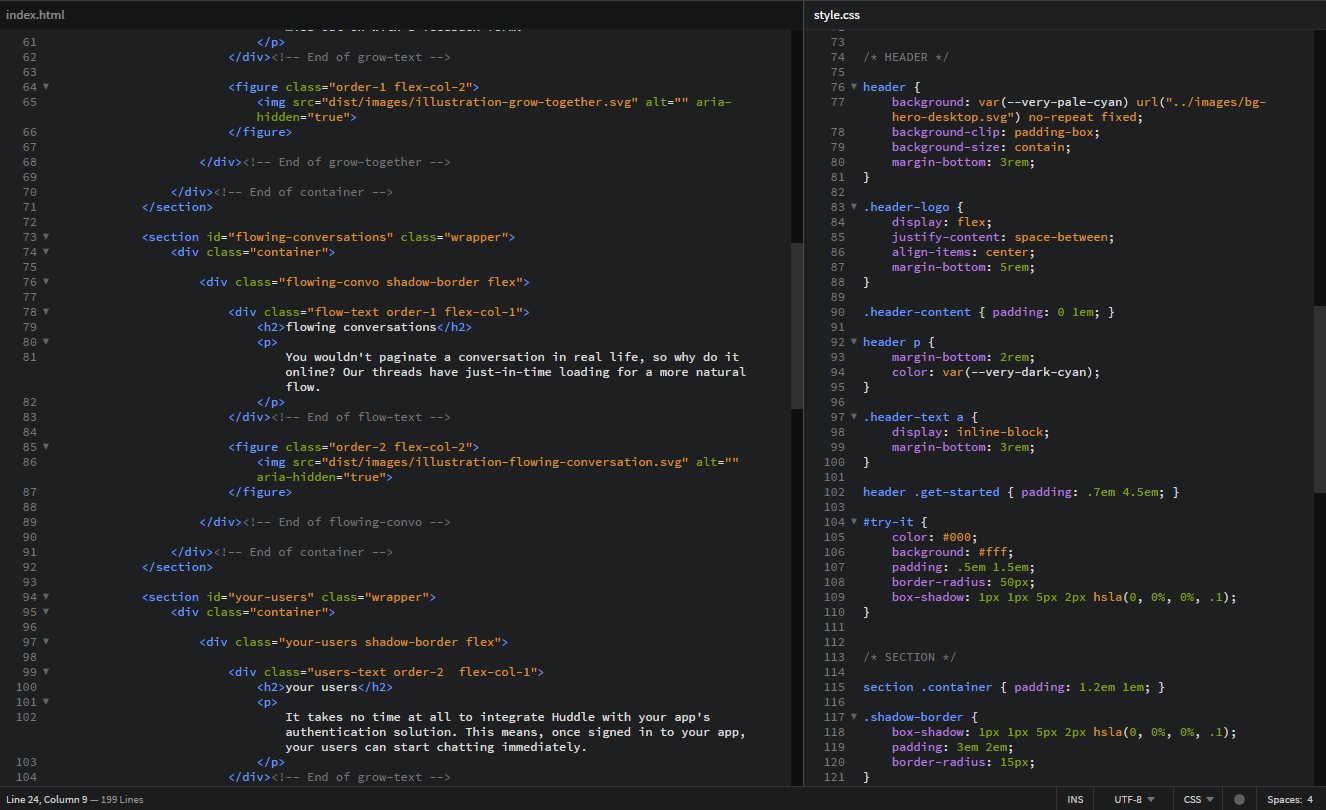 index.html
61 </p>
62 </div><!-- End of grow-text -->
63
64 <figure class="order-1 flex-col-2">
65 <img src="dist/images/illustration-grow-together.svg" alt="" aria-
hidden="true">
66 </figure>
67
68 </div><!-- End of grow-together -->
69
70 </div><!-- End of container -->
71 </section>
72
73 <section id="flowing-conversations" class="wrapper">
74 <div class="container">
75
76 <div class="flowing-convo shadow-border flex">
77
78 <div class="flow-text order-1 flex-col-1">
79 <h2>flowing conversations</h2>
80 <p>
81 You wouldn't paginate a conversation in real life, so why do it
online? Our threads have just-in-time loading for a more natural
flow.
82 </p>
83 </div><!-- End of flow-text -->
84
85 <figure class="order-2 flex-col-2">
86 <img src="dist/images/illustration-flowing-conversation.svg" alt=""
aria-hidden="true">
87 </figure>
88
89 </div><!-- End of flowing-convo -->
90
91 </div><!-- End of container -->
92 </section>
93
94 <section id="your-users" class="wrapper">
95 <div class="container">
96
97 <div class="your-users shadow-border flex">
98
99 <div class="users-text order-2  flex-col-1">
100 <h2>your users</h2>
101 <p>
102 It takes no time at all to integrate Huddle with your app's
authentication solution. This means, once signed in to your app,
your users can start chatting immediately.
103 </p>
104 </div><!-- End of grow-text -->
style.css
73
74 /* HEADER */
75
76 header {
77 background: var(--very-pale-cyan) url("../images/bg-
hero-desktop.svg") no-repeat fixed;
78 background-clip: padding-box;
79 background-size: contain;
80 margin-bottom: 3rem;
81 }
82
83 .header-logo {
84 display: flex;
85 justify-content: space-between;
86 align-items: center;
87 margin-bottom: 5rem;
88 }
89
90 .header-content { padding: 0 1em; }
91
92 header p {
93 margin-bottom: 2rem;
94 color: var(--very-dark-cyan);
95 }
96
97 .header-text a {
98 display: inline-block;
99 margin-bottom: 3rem;
100 }
101
102 header .get-started { padding: .7em 4.5em; }
103
104 #try-it {
105 color: #000;
106 background: #fff;
107 padding: .5em 1.5em;
108 border-radius: 50px;
109 box-shadow: 1px 1px 5px 2px hsla(0, 0%, 0%, .1);
110 }
111
112
113 /* SECTION */
114
115 section .container { padding: 1.2em 1em; }
116
117 .shadow-border {
118 box-shadow: 1px 1px 5px 2px hsla(0, 0%, 0%, .1);
119 padding: 3em 2em;
120 border-radius: 15px;
121 }
Line 24, Column 9 — 199 Lines
INS
UTF-8
CSS
Spaces: 4